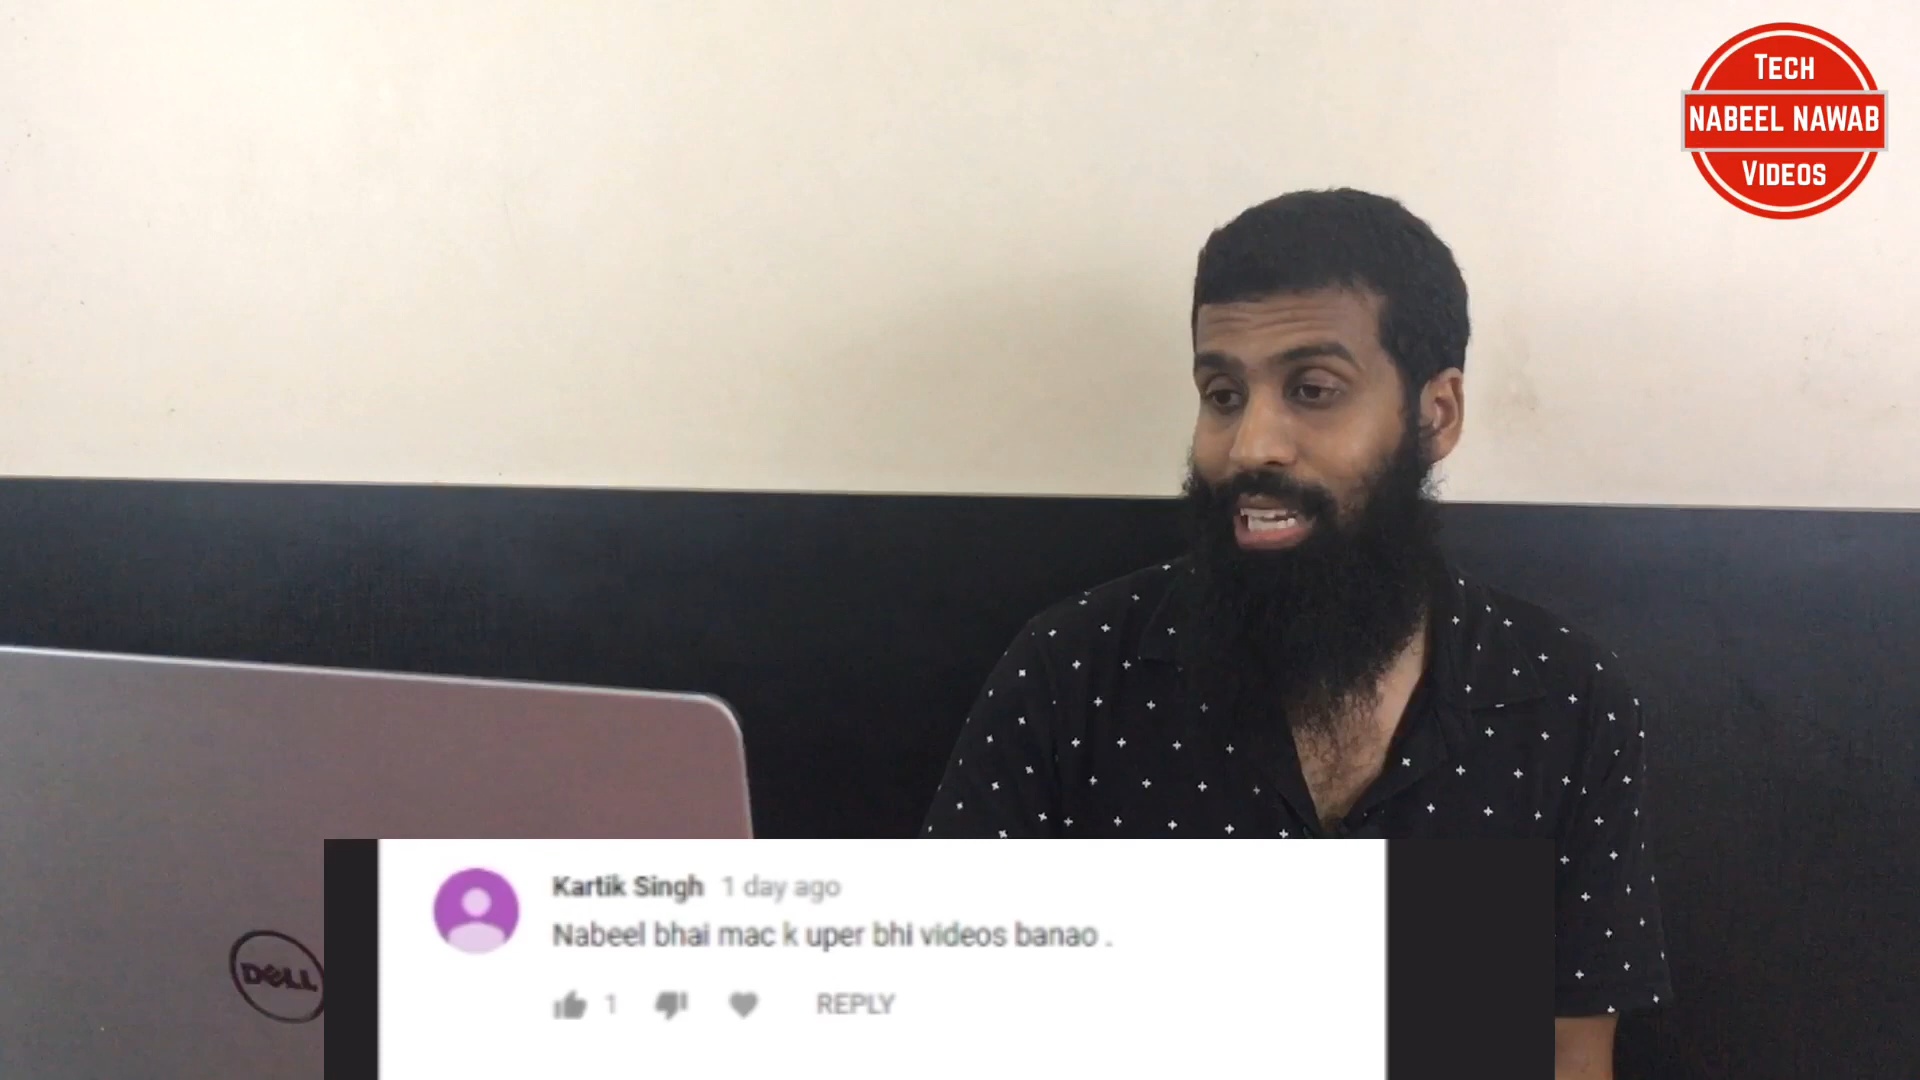 TECH
NABEEL NAWAB
VIDEOS
DELL
Kartik Singh 1 day ago
Nabeel bhai mac k uper bhi videos banao .
1
REPLY